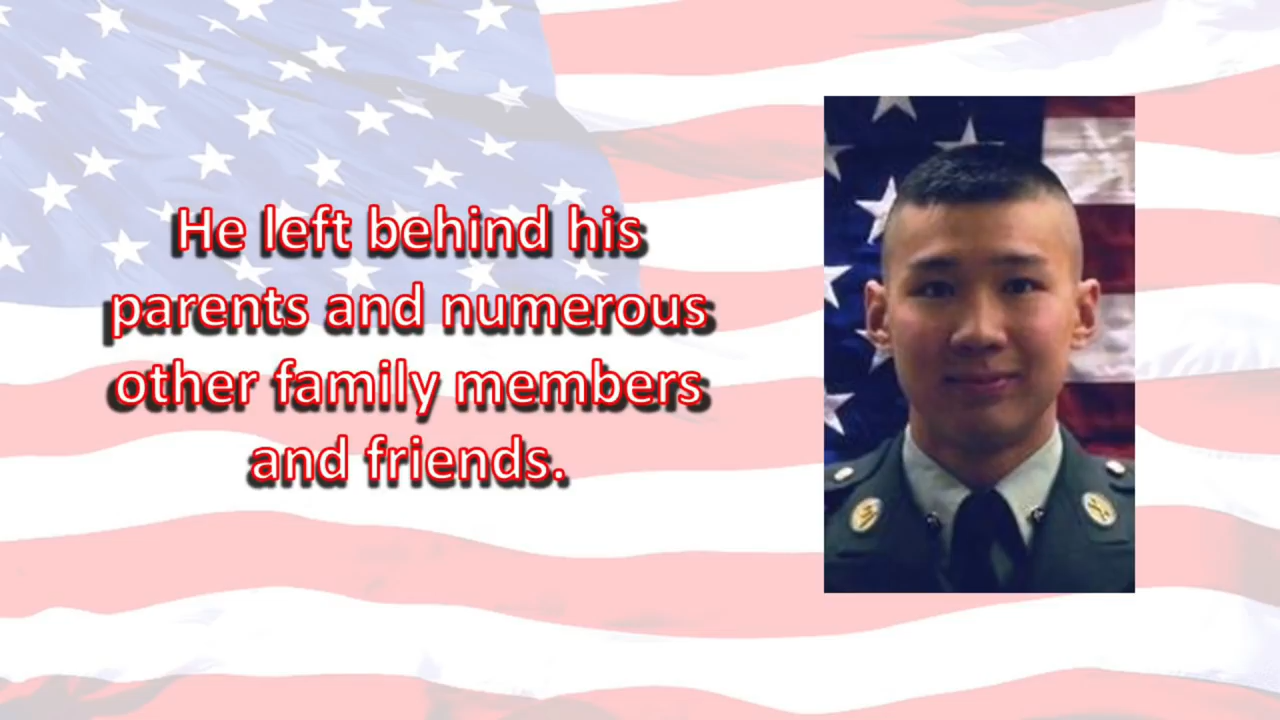 He left behind his
parents and numerous
other family members
and friends.